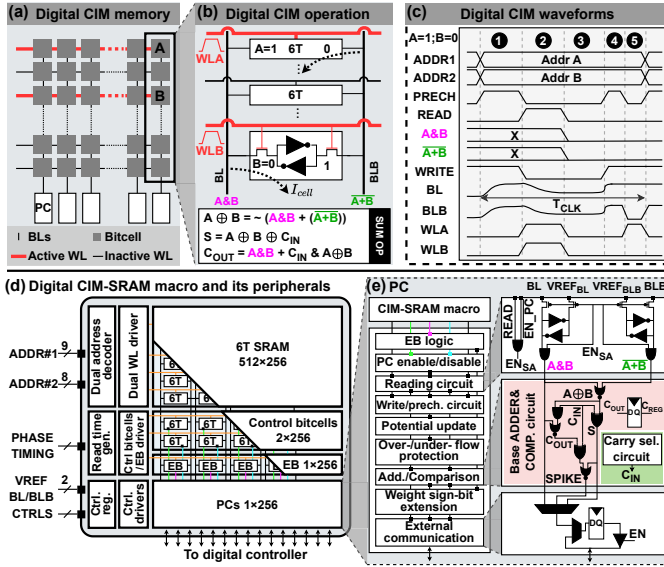 (a) Digital CIM memory
A
B
PC
BLs
Bitcell
Active WL
Inactive WL
(b) Digital CIM operation
WLA
A=1 6T 0
6T
WLB
B=0 1
BL
BLB
Icell
A&B
A+B
A ⊕ B = ~ (A&B + (A+B))
S = A ⊕ B ⊕ CIN
COUT = A&B + CIN & A⊕B
SUM OP
(c) Digital CIM waveforms
A=1;B=0
1 2 3 4 5
ADDR1 Addr A
ADDR2 Addr B
PRECH
READ
A&B X
A+B X
WRITE
BL
TCLK
BLB
WLA
WLB
(d) Digital CIM-SRAM macro and its peripherals
ADDR#1 9
ADDR#2 8
PHASE
TIMING
VREF 2
BL/BLB
CTRLS
Dual address
decoder
Dual WL driver
6T SRAM
512×256
6T
6T 6T
6T 6T 6T
Read time
gen.
Ctrl bitcells
/EB driver
Control bitcells
2×256
6T 6T 6T
6T 6T 6T
EB EB EB EB
EB 1×256
Ctrl.
reg.
Ctrl.
drivers
PCs 1×256
To digital controller
(e) PC
CIM-SRAM macro
EB logic
PC enable/disable
Reading circuit
Write/prech. circuit
Potential update
Over-/under- flow
protection
Add./Comparison
Weight sign-bit
extension
External
communication
BL VREFBL VREFBLB BLB
READ
EN_PC
ENSA
ENSA
A&B
A+B
Base ADDER&
COMP. circuit
A⊕B
CIN
S
COUT
SPIKE
COUT DQ CREG
Carry sel.
circuit
CIN
DQ
EN